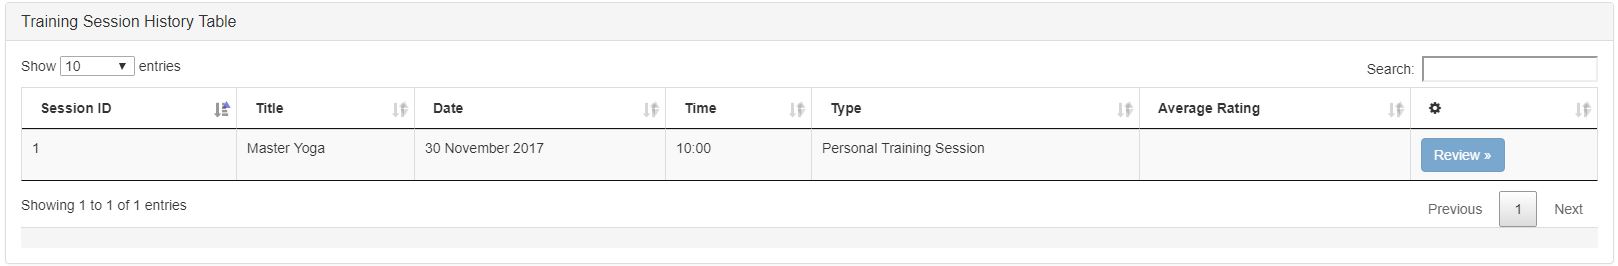 Training Session History Table
Show 10 entries
Search:
Session ID Title Date Time Type Average Rating
1 Master Yoga 30 November 2017 10:00 Personal Training Session Review »
Showing 1 to 1 of 1 entries
Previous 1 Next